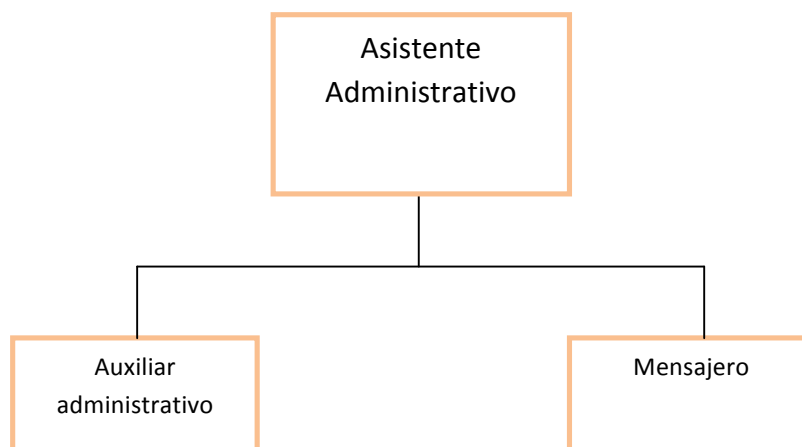 Asistente
Administrativo
Auxiliar
administrativo
Mensajero